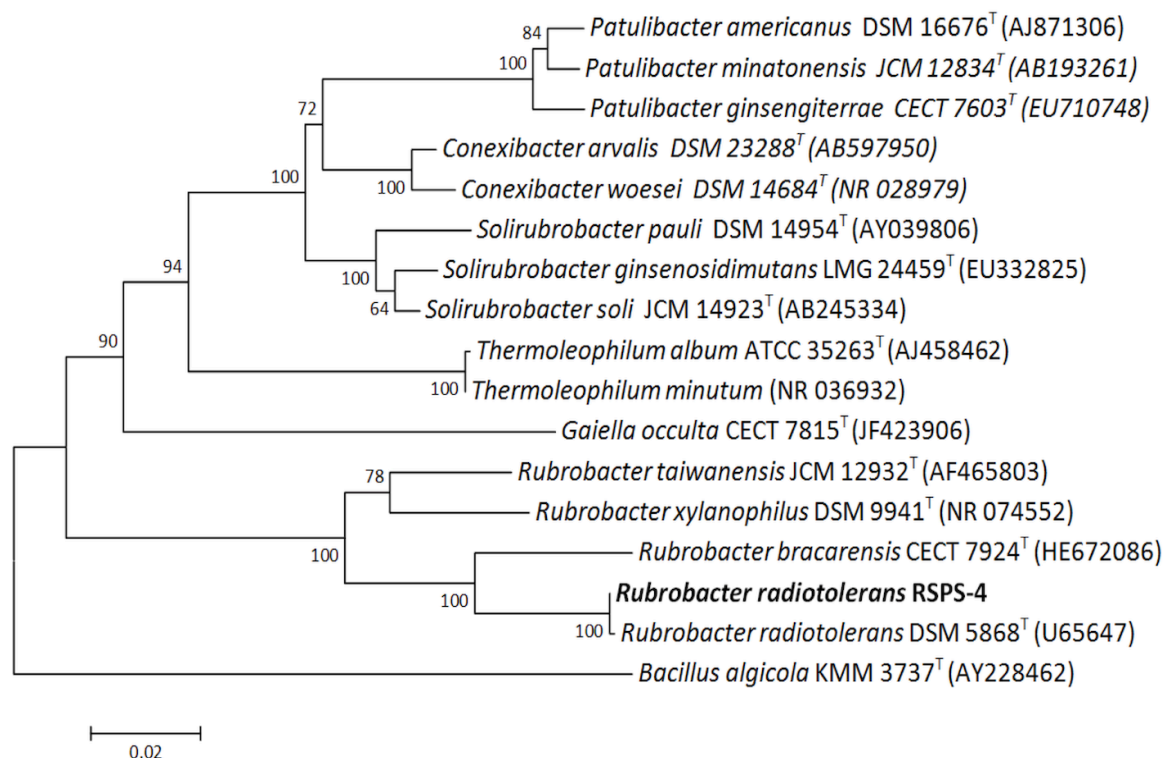 Patulibacter americanus DSM 16676T (AJ871306)
84
100
Patulibacter minatonensis JCM 12834T (AB193261)
Patulibacter ginsengiterrae CECT 7603T (EU710748)
72
Conexibacter arvalis DSM 23288T (AB597950)
100
100
Conexibacter woesei DSM 14684T (NR 028979)
Solirubrobacter pauli DSM 14954T (AY039806)
94
100
Solirubrobacter ginsenosidimutans LMG 24459T (EU332825)
64
Solirubrobacter soli JCM 14923T (AB245334)
90
Thermoleophilum album ATCC 35263T (AJ458462)
100
Thermoleophilum minutum (NR 036932)
Gaiella occulta CECT 7815T (JF423906)
Rubrobacter taiwanensis JCM 12932T (AF465803)
78
Rubrobacter xylanophilus DSM 9941T (NR 074552)
100
Rubrobacter bracarensis CECT 7924T (HE672086)
100
Rubrobacter radiotolerans RSPS-4
100
Rubrobacter radiotolerans DSM 5868T (U65647)
Bacillus algicola KMM 3737T (AY228462)
0.02